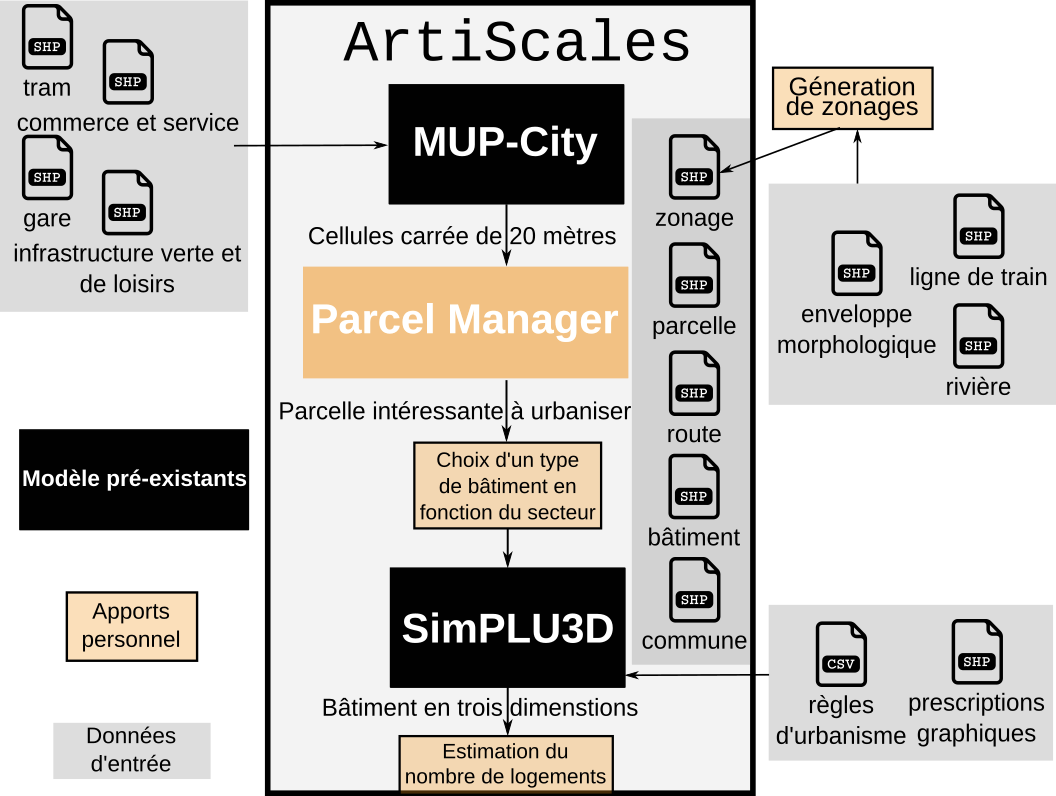 ArtiScales
SHP
tram
SHP
commerce et service
SHP
gare
SHP
infrastructure verte et
de loisirs
MUP-City
Cellules carrée de 20 mètres
Parcel Manager
Parcelle intéressante à urbaniser
Choix d'un type
de bâtiment en
fonction du secteur
SimPLU3D
Bâtiment en trois dimenstions
Estimation du
nombre de logements
SHP
zonage
SHP
parcelle
SHP
route
SHP
bâtiment
SHP
commune
Géneration
de zonages
SHP
ligne de train
SHP
enveloppe
morphologique
SHP
rivière
CSV
règles
d'urbanisme
SHP
prescriptions
graphiques
Modèle pré-existants
Apports
personnel
Données
d'entrée